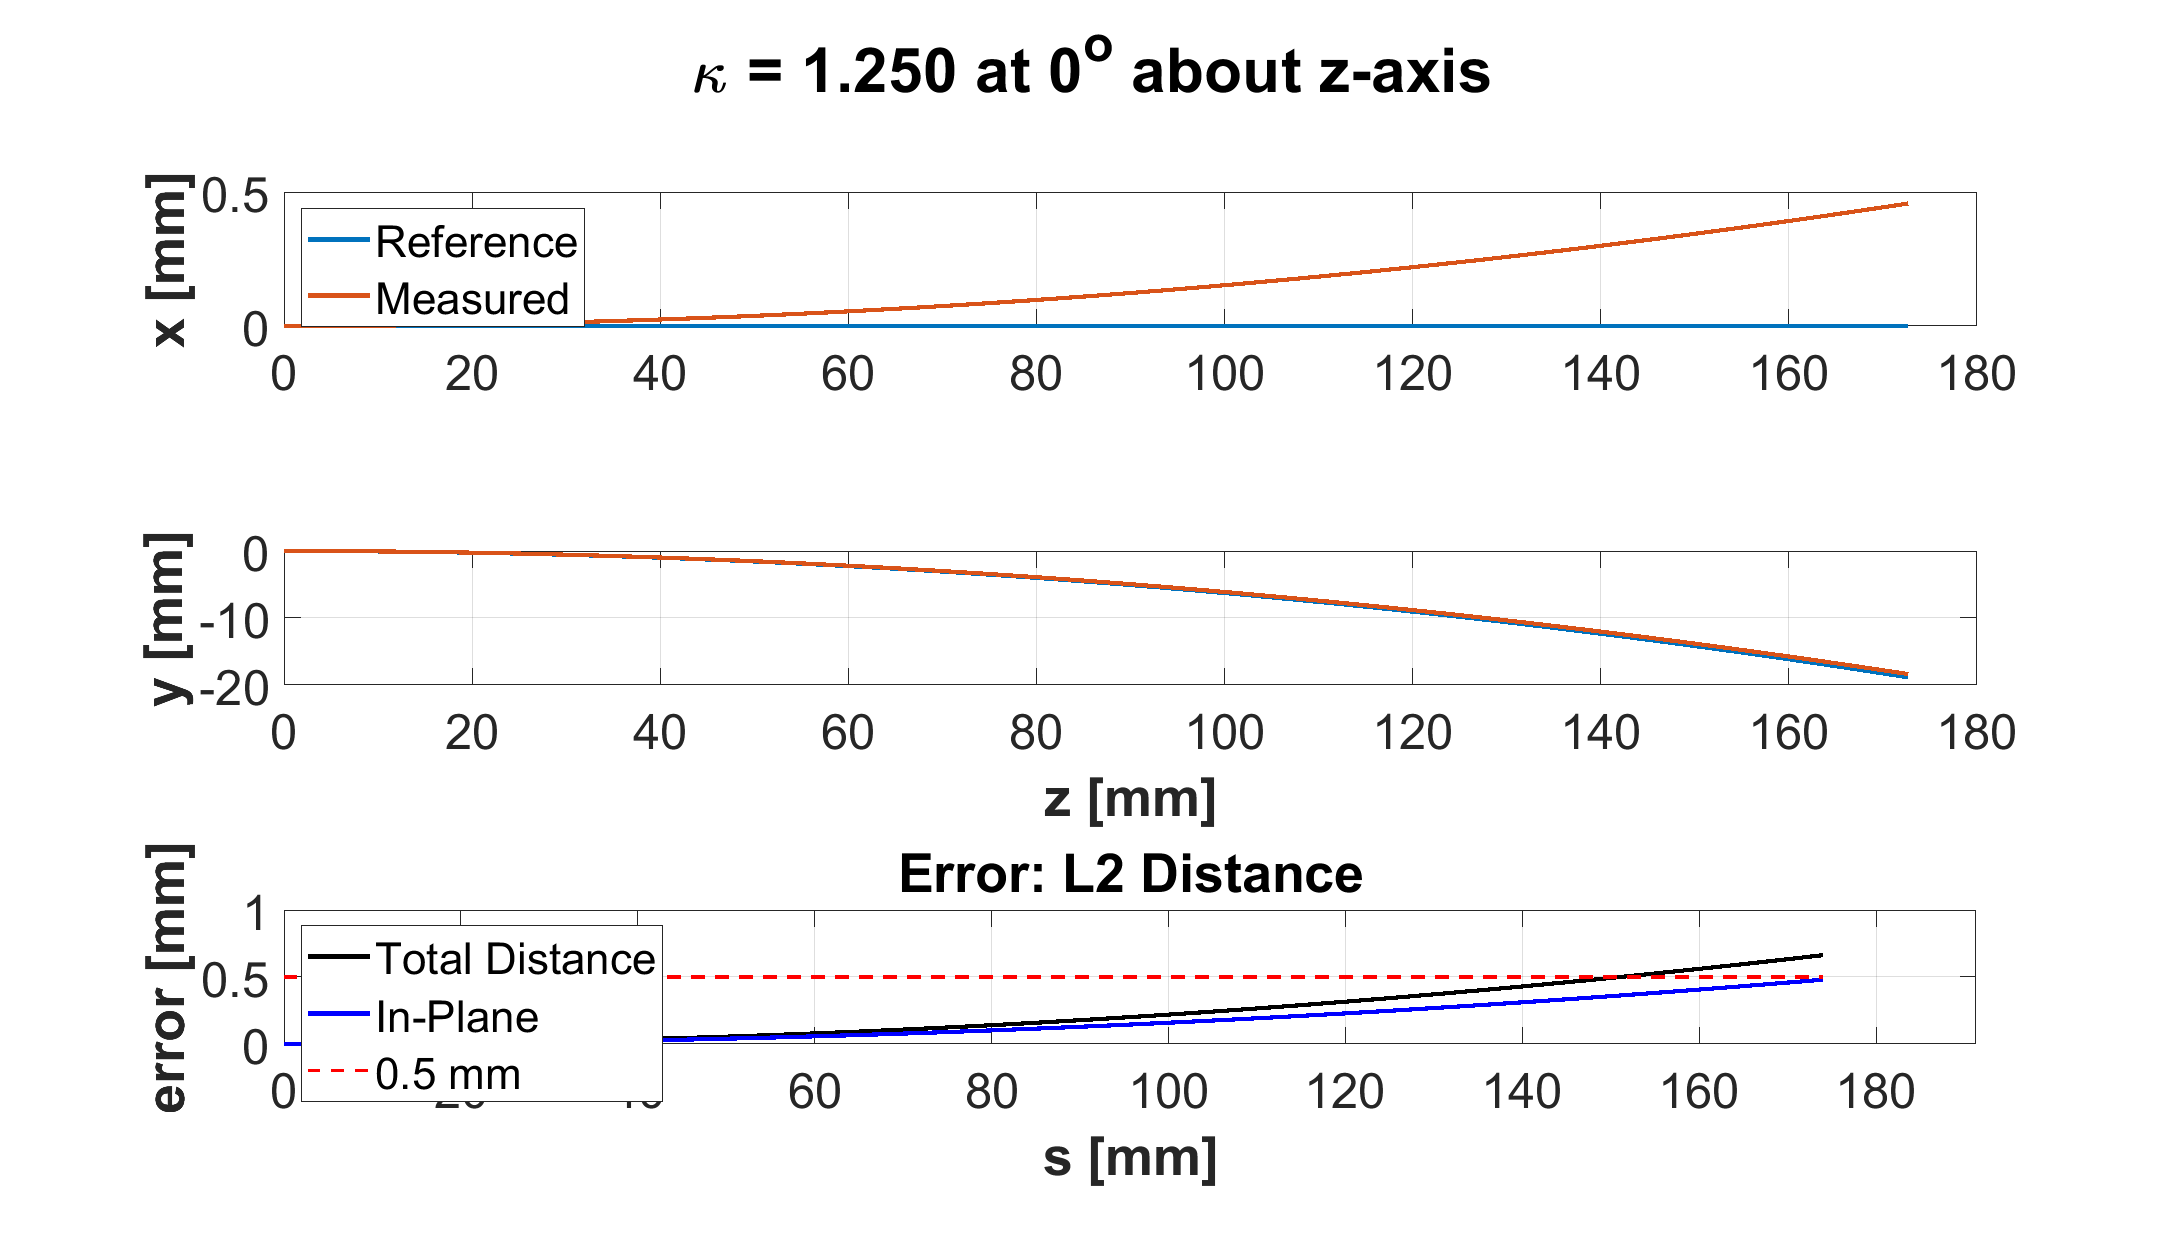 κ = 1.250 at 0° about z-axis
x [mm]
0.5
0
Reference
Measured
0 20 40 60 80 100 120 140 160 180
y [mm]
0
-10
-20
0 20 40 60 80 100 120 140 160 180
z [mm]
Error: L2 Distance
error [mm]
1
0.5
0
Total Distance
In-Plane
0.5 mm
0 60 80 100 120 140 160 180
s [mm]